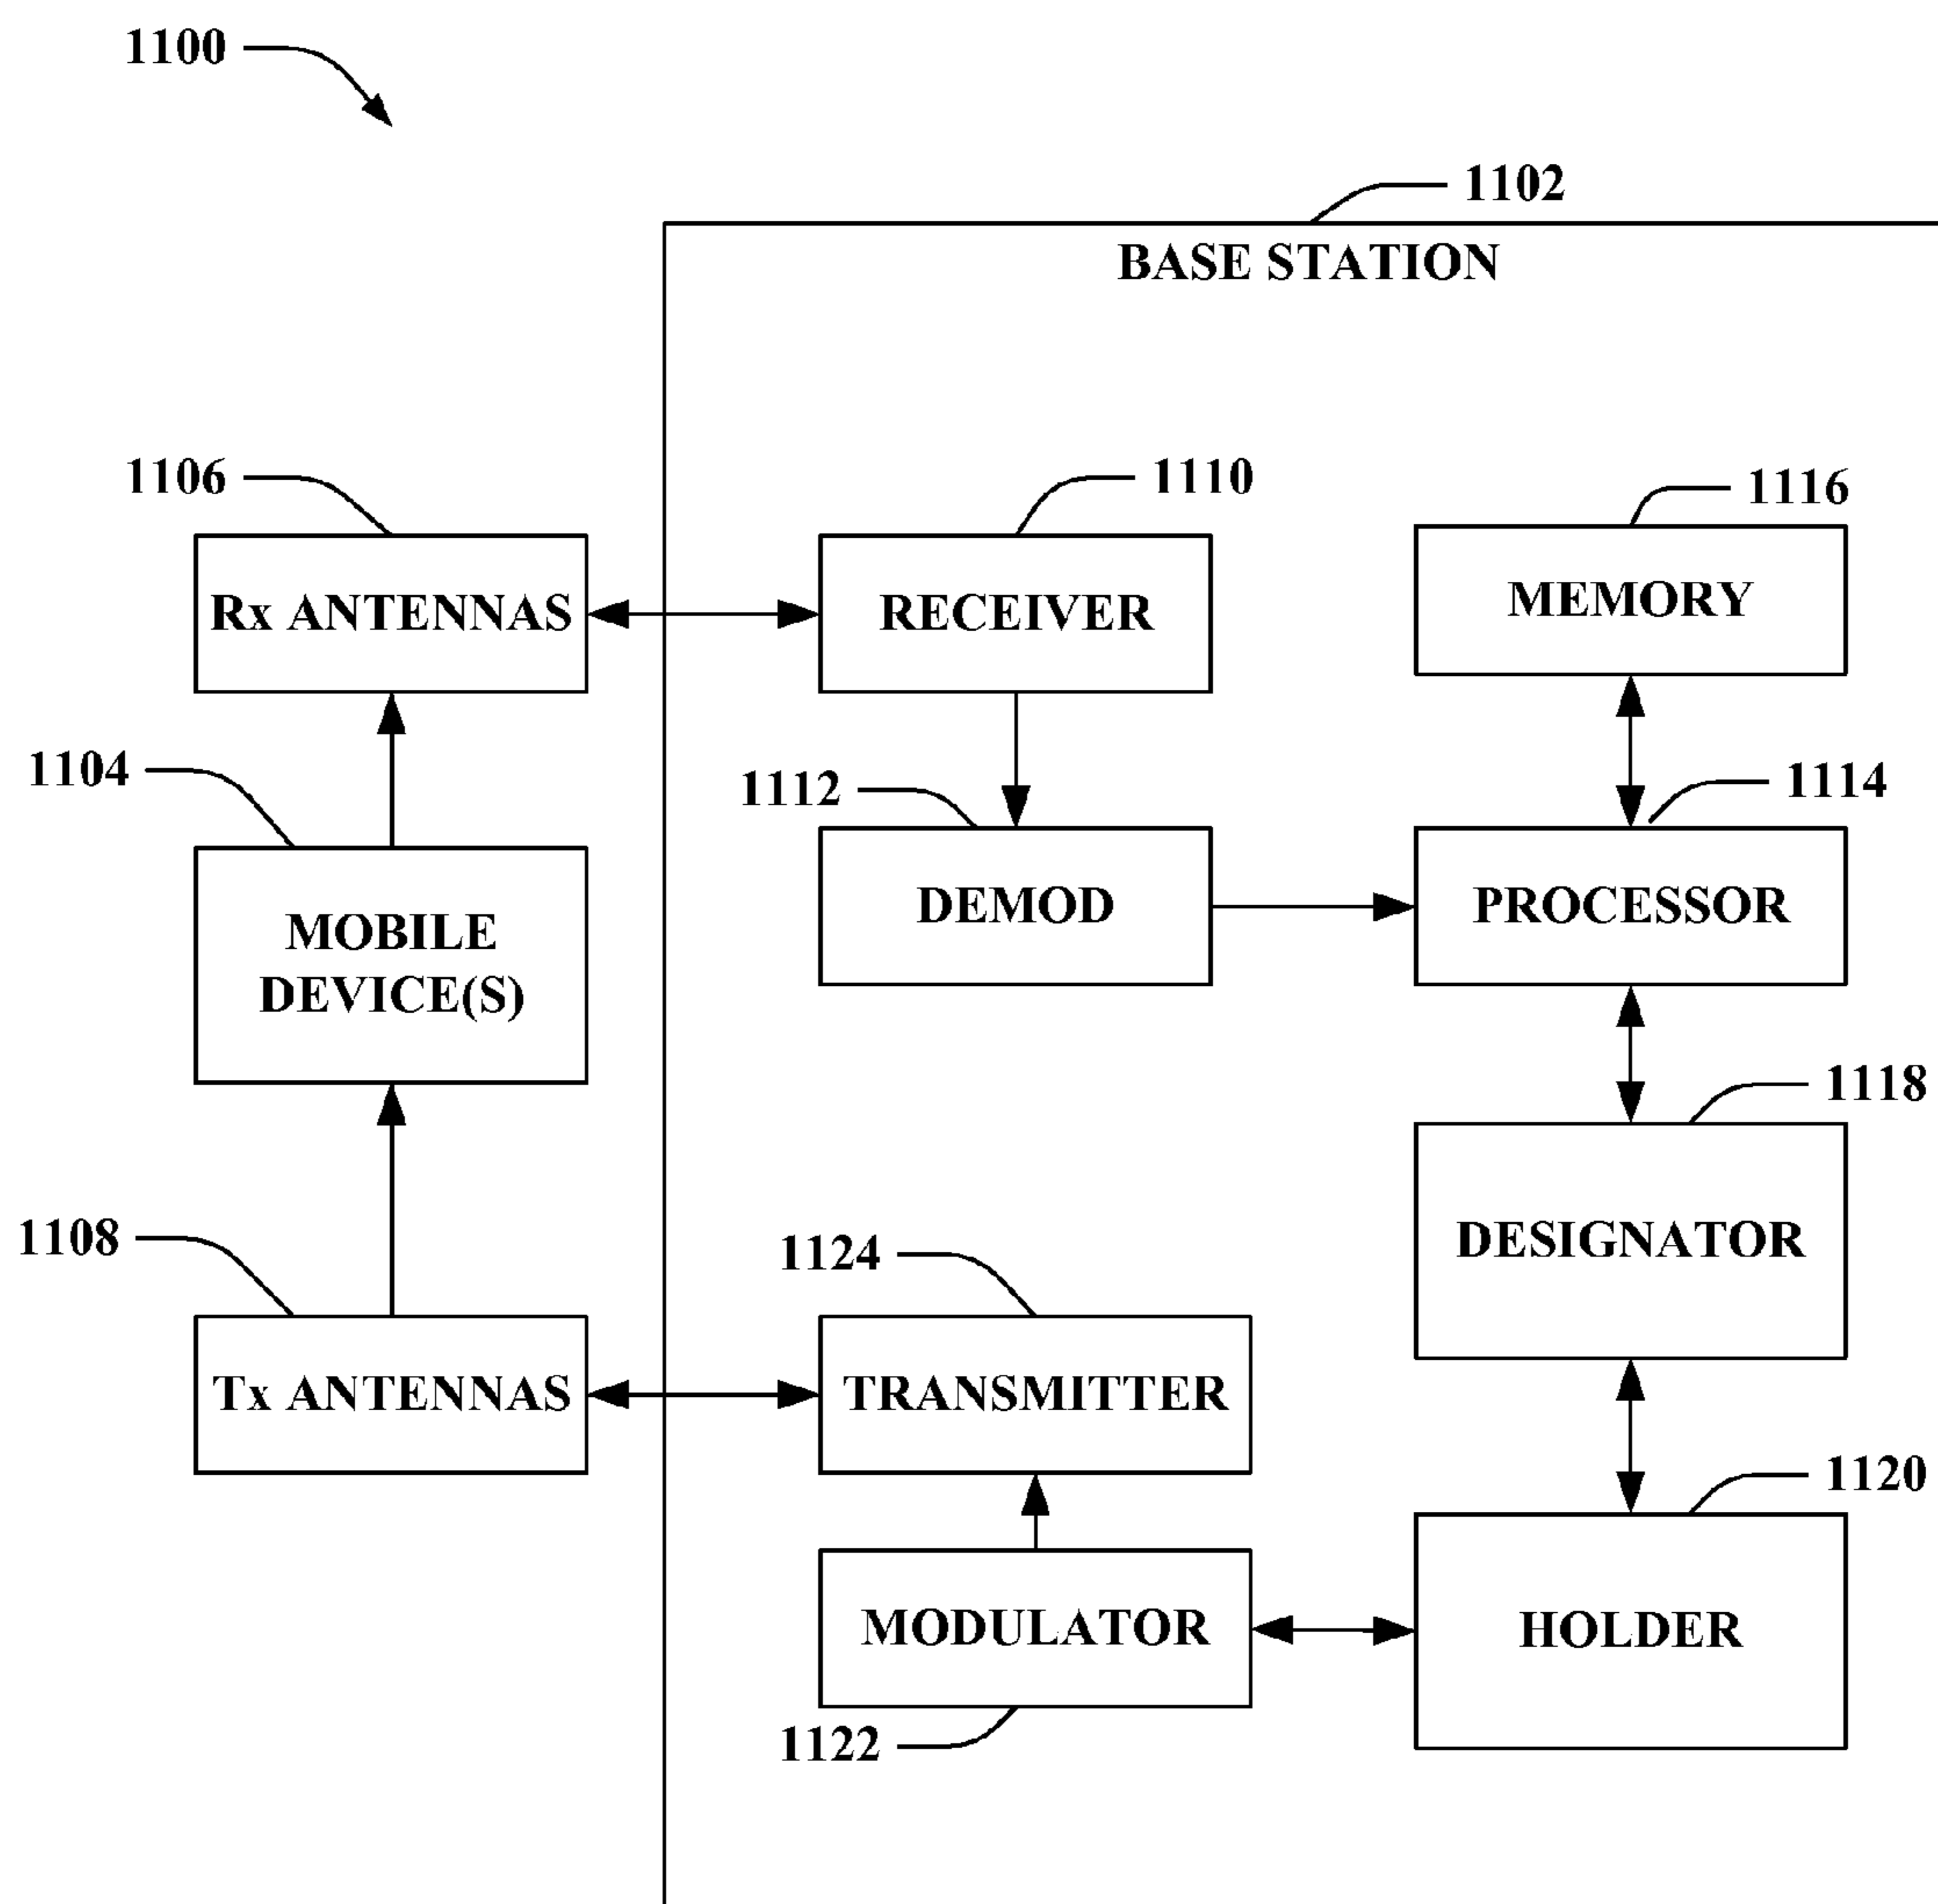 1100
1102
BASE STATION
1106
1110
1116
Rx ANTENNAS
RECEIVER
MEMORY
1104
1112
1114
MOBILE
DEVICE(S)
DEMOD
PROCESSOR
1118
1108
1124
DESIGNATOR
Tx ANTENNAS
TRANSMITTER
1120
MODULATOR
HOLDER
1122